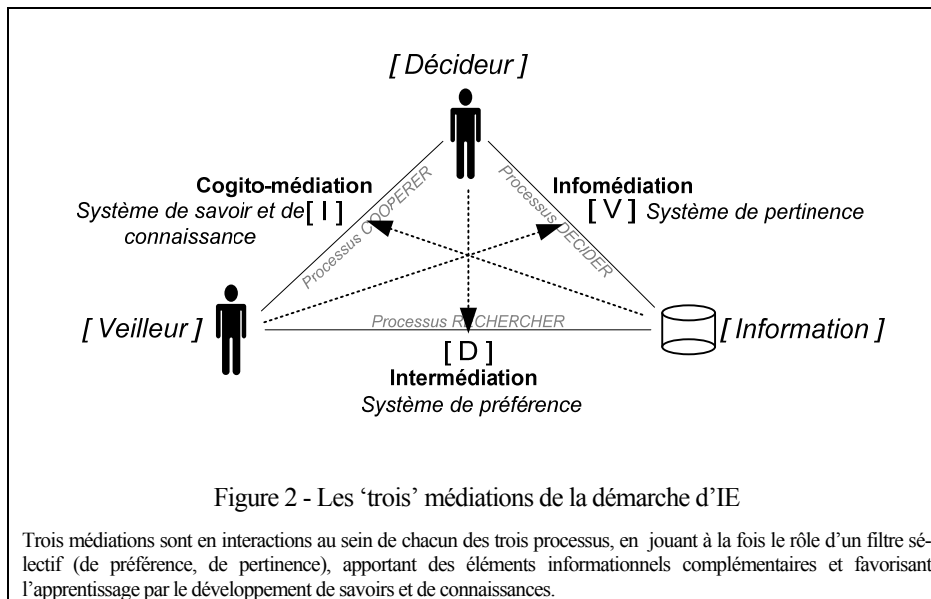 [ Décideur ]
Cogito-médiation
Système de savoir et de [ I ]
connaissance
Processus COOPERER
Processus DECIDER
Infomédiation
[ V ] Système de pertinence
[ Veilleur ]
Processus RECHERCHER
[ Information ]
[ D ]
Intermédiation
Système de préférence
Figure 2 - Les ‘trois’ médiations de la démarche d’IE
Trois médiations sont en interactions au sein de chacun des trois processus, en jouant à la fois le rôle d’un filtre sé-
lectif (de préférence, de pertinence), apportant des éléments informationnels complémentaires et favorisant
l’apprentissage par le développement de savoirs et de connaissances.